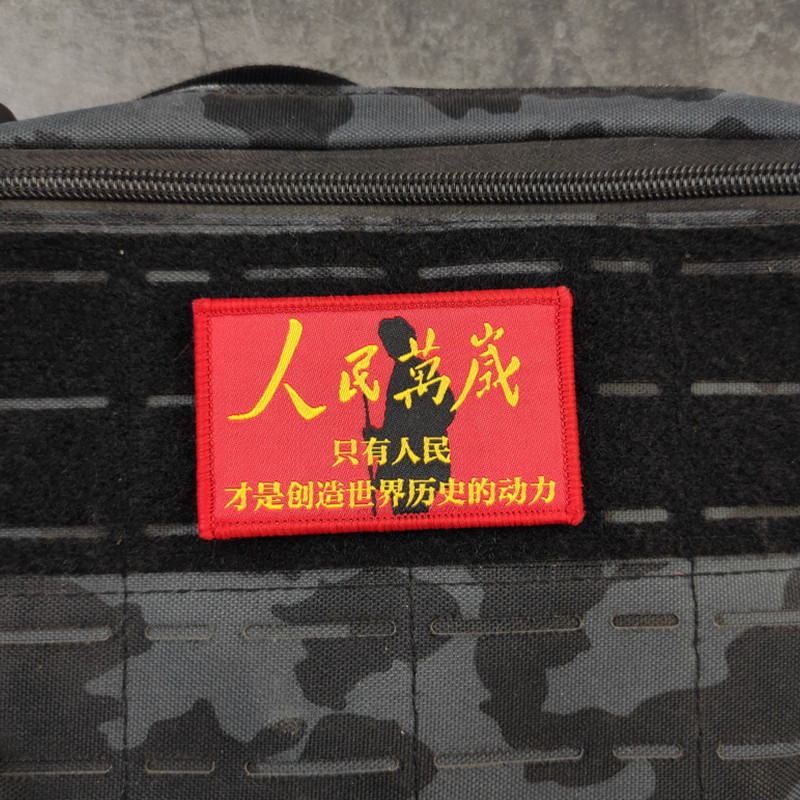 人民萬歲
只有人民
才是创造世界历史的动力